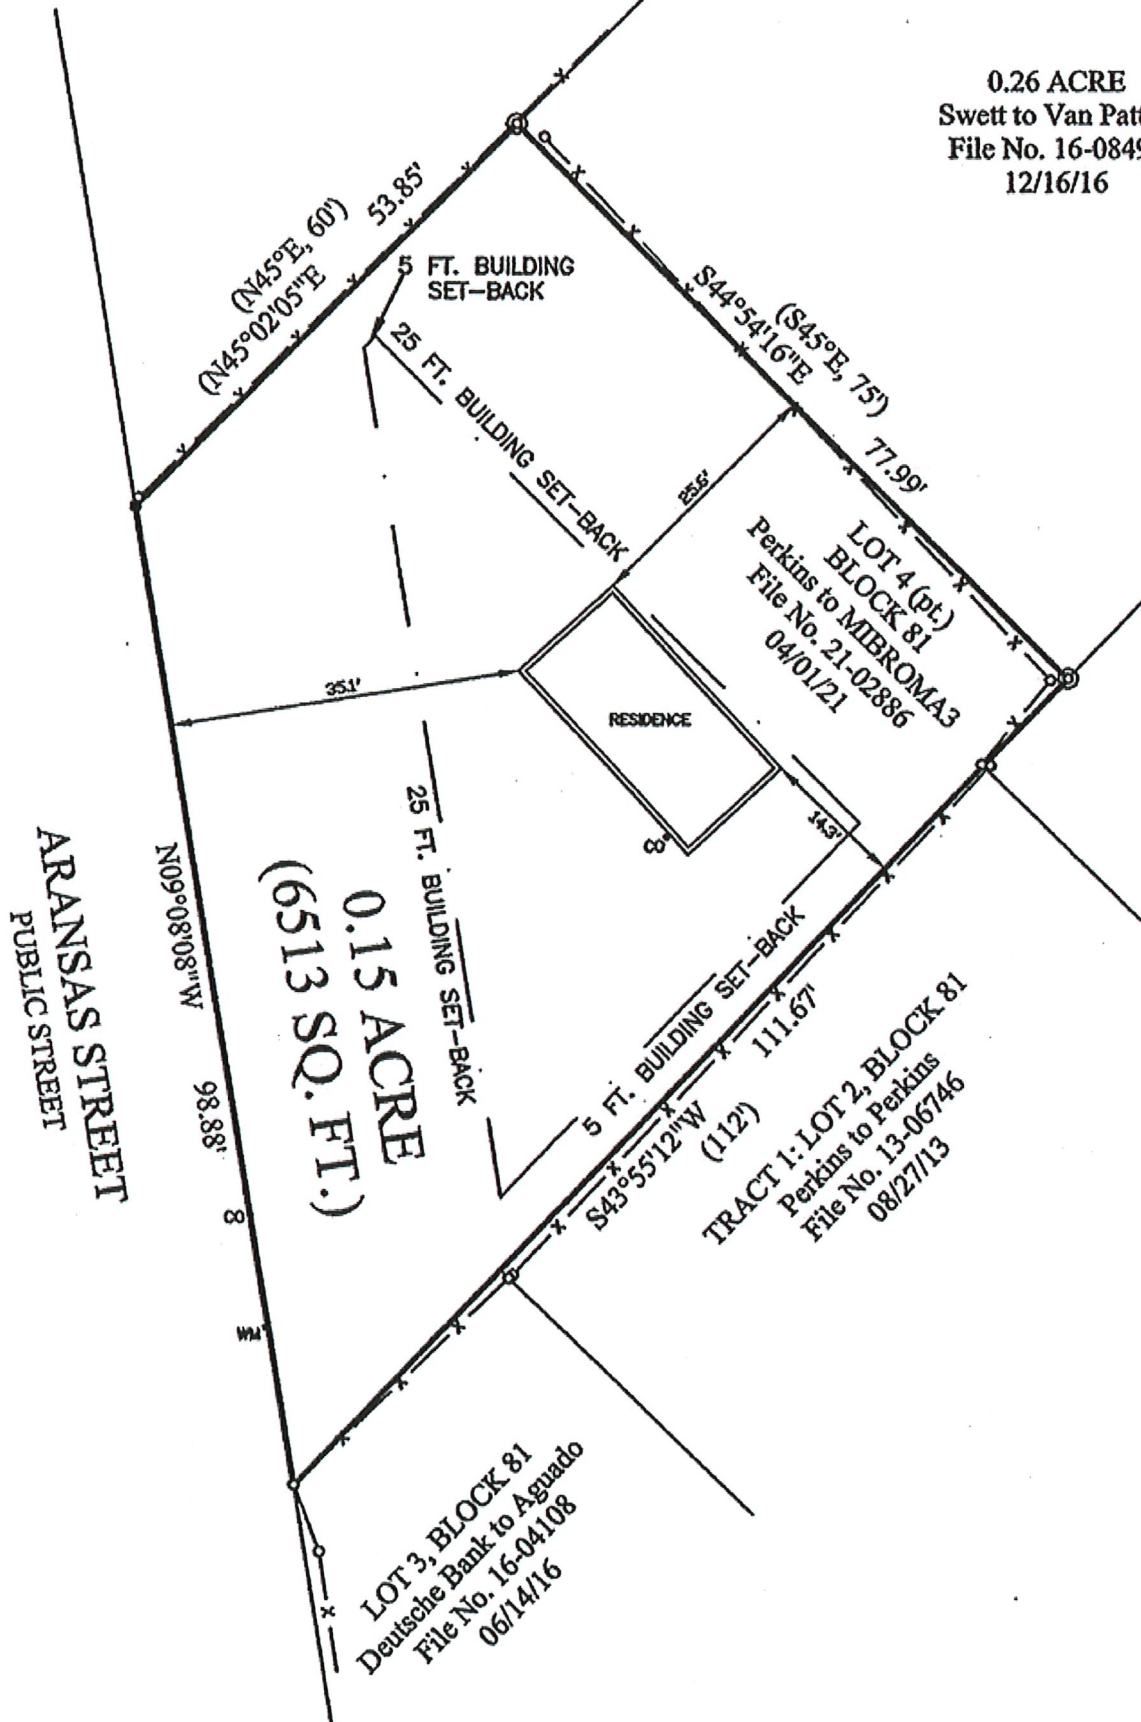 0.26 ACRE
Swett to Van Patt
File No. 16-084
12/16/16
53.85'
(N45°E, 60')
(N45°02'05"E
5 FT. BUILDING
SET-BACK
25 FT. BUILDING SET-BACK
(S45°E, 75')
S44°54'16"E
77.99'
25.6'
LOT 4 (pt.)
BLOCK 81
Perkins to MIBROMA3
File No. 21-02886
04/01/21
35.1'
RESIDENCE
14.3'
CO
25 FT. BUILDING SET-BACK
5 FT. BUILDING SET-BACK
111.67'
S43°55'12"W
(112')
TRACT 1: LOT 2, BLOCK 81
Perkins to Perkins
File No. 13-06746
08/27/13
0.15 ACRE
(6513 SQ. FT.)
N09°08'08"W
98.88'
ARANSAS STREET
PUBLIC STREET
CO
WM
LOT 3, BLOCK 81
Deutsche Bank to Aguado
File No. 16-04108
06/14/16